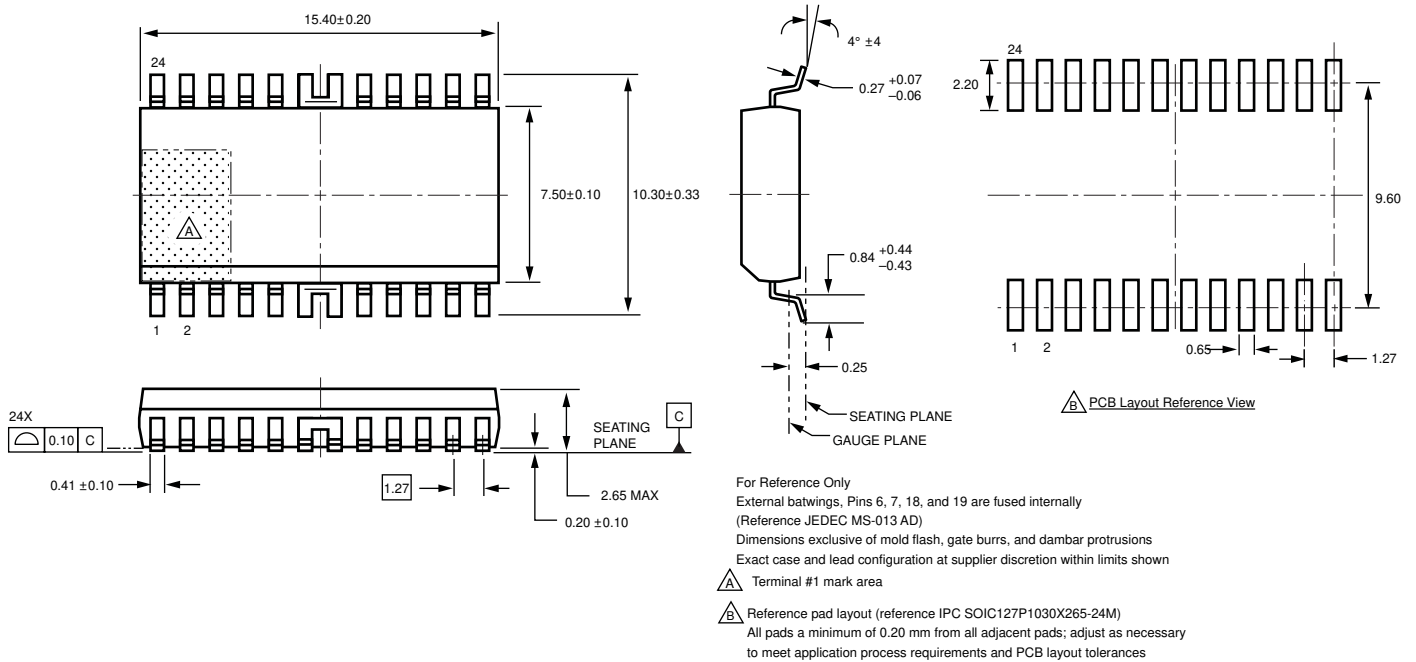 15.40±0.20
24
7.50±0.10
10.30±0.33
A
1 2
4° ±4
0.27 +0.07 –0.06
0.84 +0.44 –0.43
0.25
SEATING PLANE
GAUGE PLANE
24
2.20
9.60
1 2
0.65
1.27
B PCB Layout Reference View
24X
0.10 C
SEATING
PLANE
C
0.41 ±0.10
1.27
2.65 MAX
0.20 ±0.10
For Reference Only
External batwings, Pins 6, 7, 18, and 19 are fused internally
(Reference JEDEC MS-013 AD)
Dimensions exclusive of mold flash, gate burrs, and dambar protrusions
Exact case and lead configuration at supplier discretion within limits shown
A Terminal #1 mark area
B Reference pad layout (reference IPC SOIC127P1030X265-24M)
All pads a minimum of 0.20 mm from all adjacent pads; adjust as necessary
to meet application process requirements and PCB layout tolerances